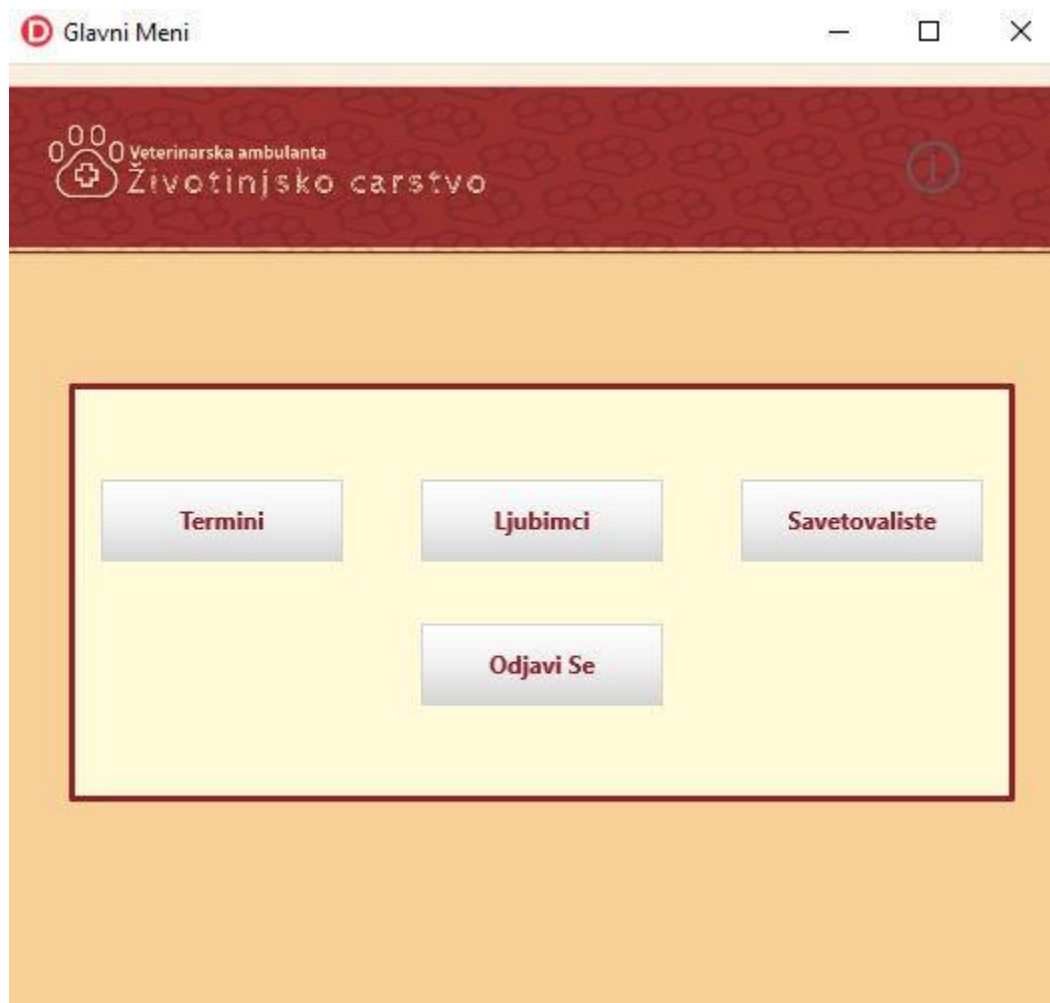 Glavni Meni
Veterinarska ambulanta
Životinjsko carstvo
Termini
Ljubimci
Savetovaliste
Odjavi Se